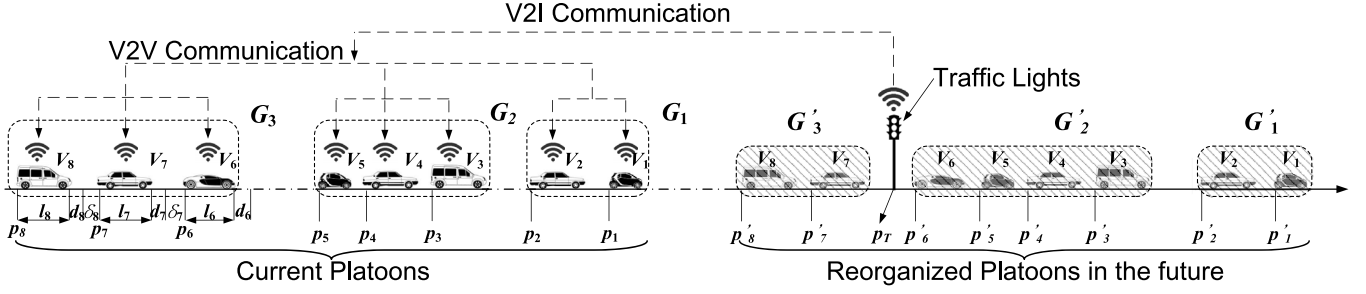 V2I Communication
V2V Communication
Traffic Lights
G₃ G₂ G₁ G'₃ G'₂ G'₁
V₈ V₇ V₆ V₅ V₄ V₃ V₂ V₁ V₈ V₇ V₆ V₅ V₄ V₃ V₂ V₁
l₈ d₈ δ₈ l₇ d₇ δ₇ l₆ d₆
p₈ p₇ p₆ p₅ p₄ p₃ p₂ p₁ p'₈ p'₇ p_T p'₆ p'₅ p'₄ p'₃ p'₂ p'₁
Current Platoons Reorganized Platoons in the future